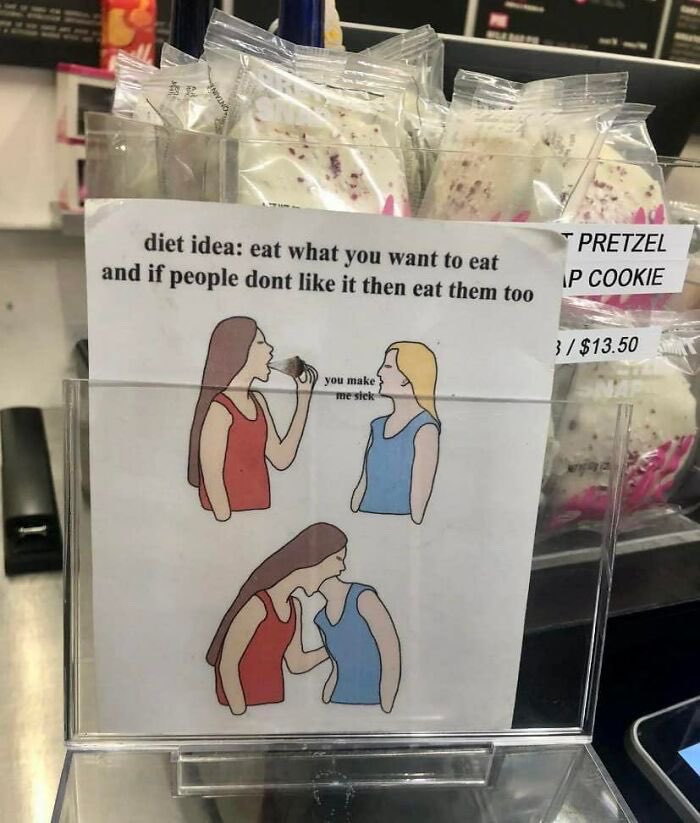 diet idea: eat what you want to eat
and if people dont like it then eat them too
you make
me sick
PRETZEL
COOKIE
/ $13.50